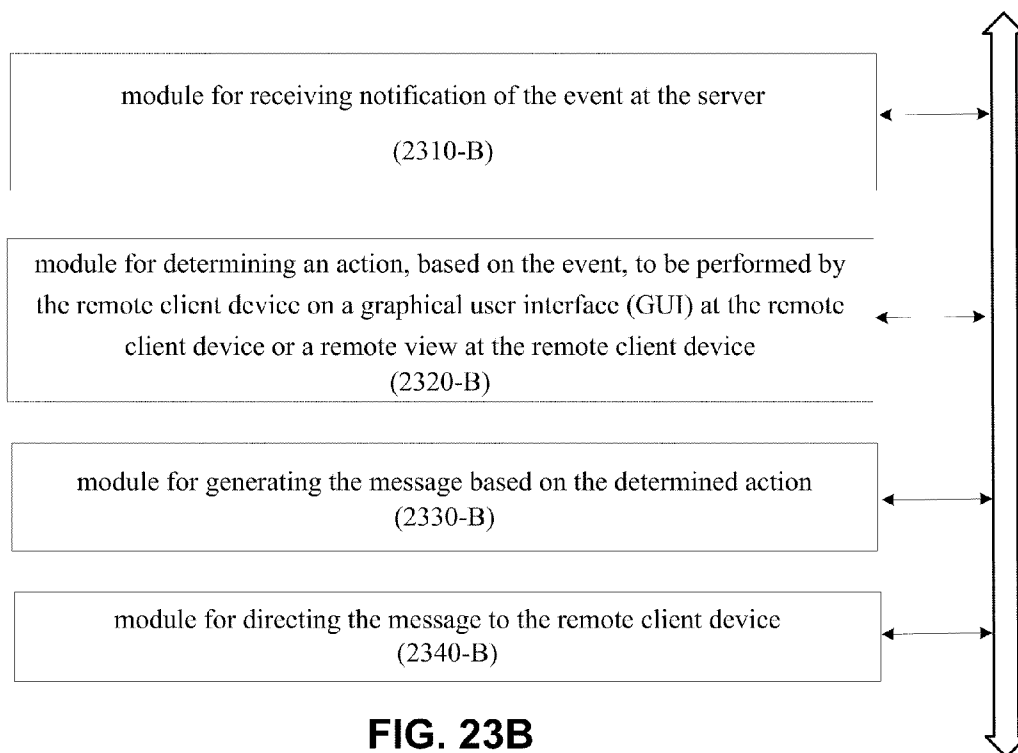 module for receiving notification of the event at the server
(2310-B)
module for determining an action, based on the event, to be performed by
the remote client device on a graphical user interface (GUI) at the remote
client device or a remote view at the remote client device
(2320-B)
module for generating the message based on the determined action
(2330-B)
module for directing the message to the remote client device
(2340-B)
FIG. 23B